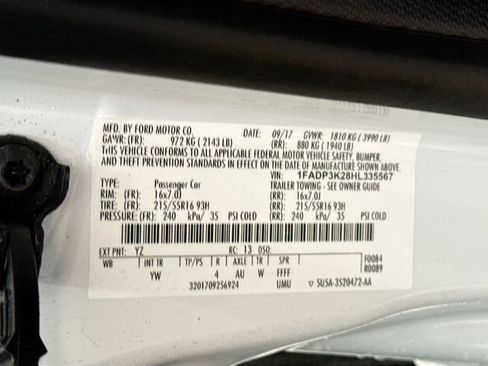 MFD. BY FORD MOTOR CO. DATE: 09/17 GVWR: 1810 KG ( 3990 LB)
GAWR: (FR): 972 KG ( 2143 LB) (RR): 880 KG ( 1940 LB)
THIS VEHICLE CONFORMS TO ALL APPLICABLE FEDERAL MOTOR VEHICLE SAFETY, BUMPER,
AND THEFT PREVENTION STANDARDS IN EFFECT ON THE DATE OF MANUFACTURE SHOWN ABOVE.
VIN: 1FADP3K28HL335567
TYPE: Passenger Car TRAILER TOWING - SEE OWNER GUIDE
RIM: (FR) 16x7.0J (RR): 16x7.0J
TIRE: (FR) 215/55R16 93H (RR): 215/55R16 93H
PRESSURE: (FR) 240 kPa/ 35 PSI COLD (RR): 240 kPa/ 35 PSI COLD
EXT PNT: YZ RC: 13 DSO:
WB INT TR TP/PS R AXLE TR SPR F0084
YW 4 AU W FFFF R0089
3201709256924 UMU ▽ 5U5A-3520472-AA